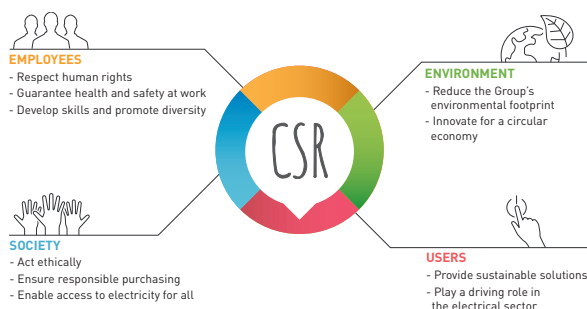 EMPLOYEES
- Respect human rights
- Guarantee health and safety at work
- Develop skills and promote diversity
ENVIRONMENT
- Reduce the Group's
environmental footprint
- Innovate for a circular
economy
CSR
SOCIETY
- Act ethically
- Ensure responsible purchasing
- Enable access to electricity for all
USERS
- Provide sustainable solutions
- Play a driving role in
the electrical sector